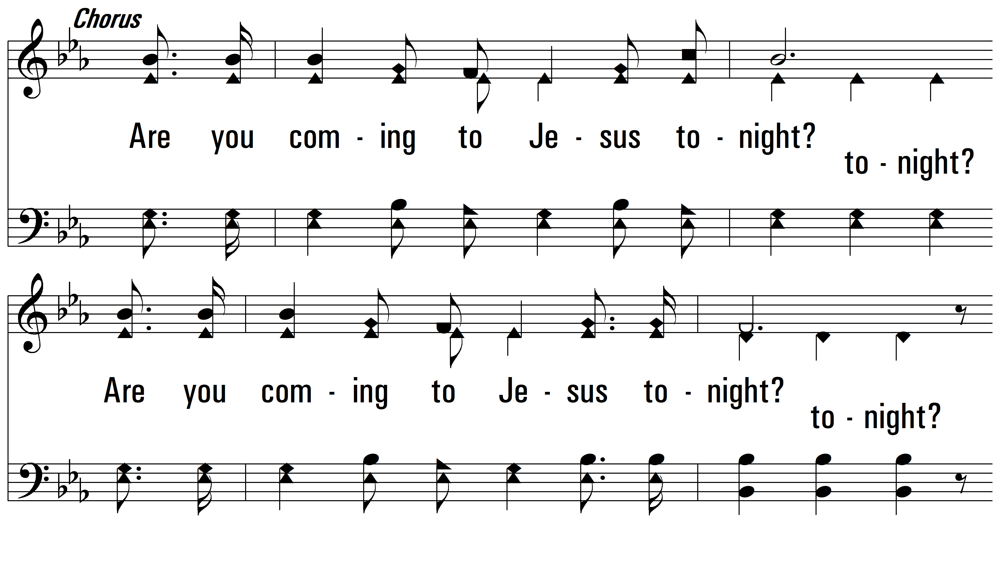 Chorus
Are you com - ing to Je - sus to - night?
to - night?
Are you com - ing to Je - sus to - night?
to - night?